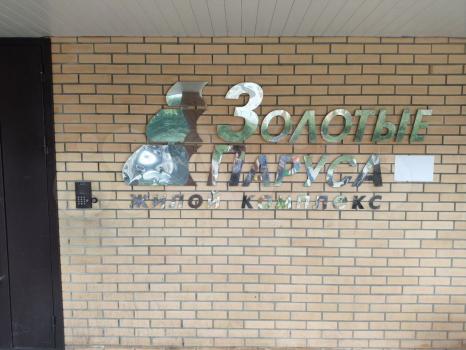 Золотые
Паруса
жилой комплекс